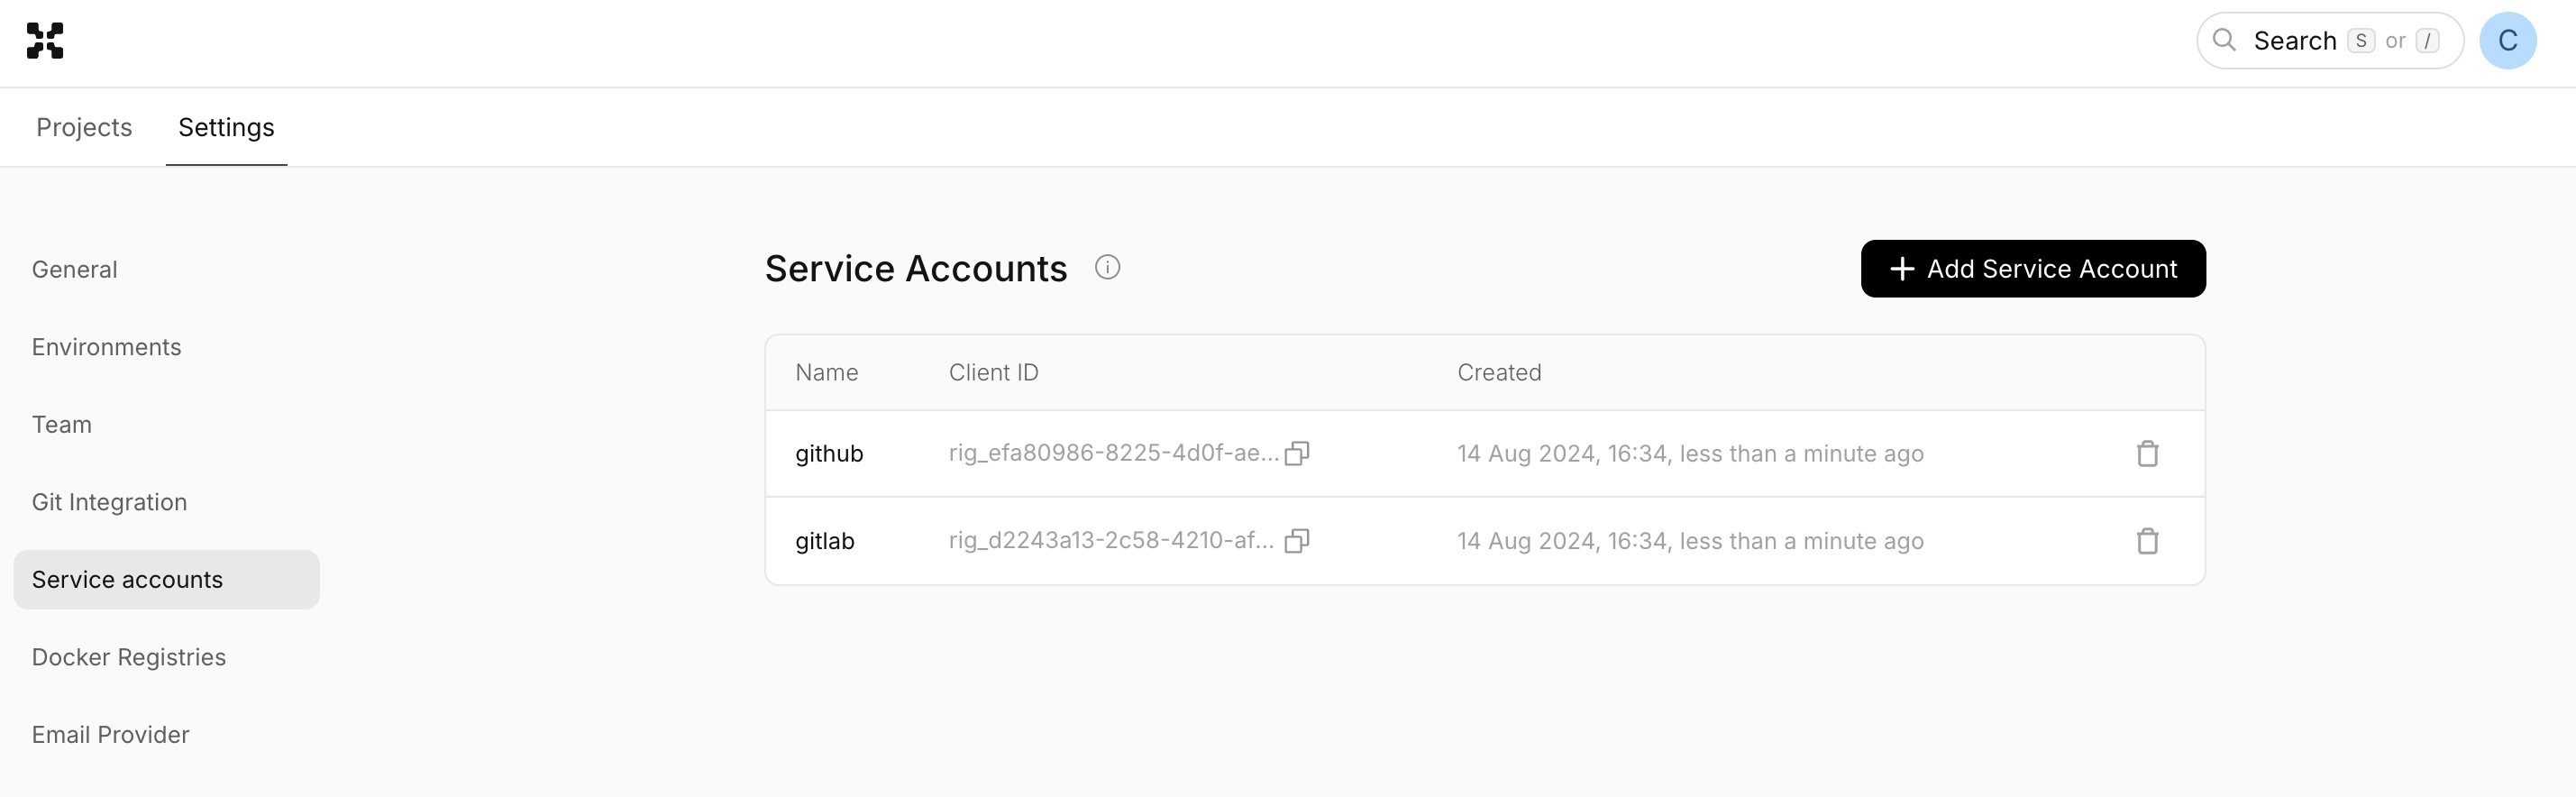 Search S or /
C
Projects Settings
General
Environments
Team
Git Integration
Service accounts
Docker Registries
Email Provider
Service Accounts
+ Add Service Account
Name Client ID Created
github rig_efa80986-8225-4d0f-ae... 14 Aug 2024, 16:34, less than a minute ago
gitlab rig_d2243a13-2c58-4210-af... 14 Aug 2024, 16:34, less than a minute ago